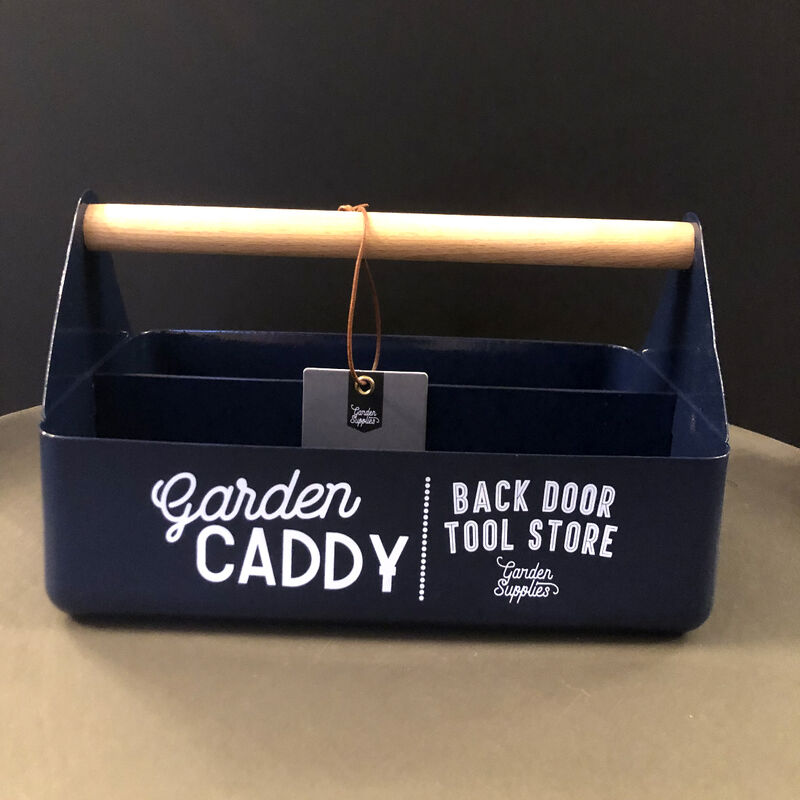 Garden
Supplies
Garden
CADDY
BACK DOOR
TOOL STORE
Garden
Supplies